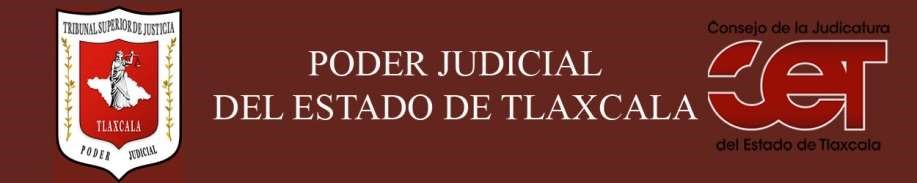 TRIBUNAL SUPERIOR DE JUSTICIA
TLAXCALA
PODER JUDICIAL
PODER JUDICIAL
DEL ESTADO DE TLAXCALA
Consejo de la Judicatura
CET
del Estado de Tlaxcala